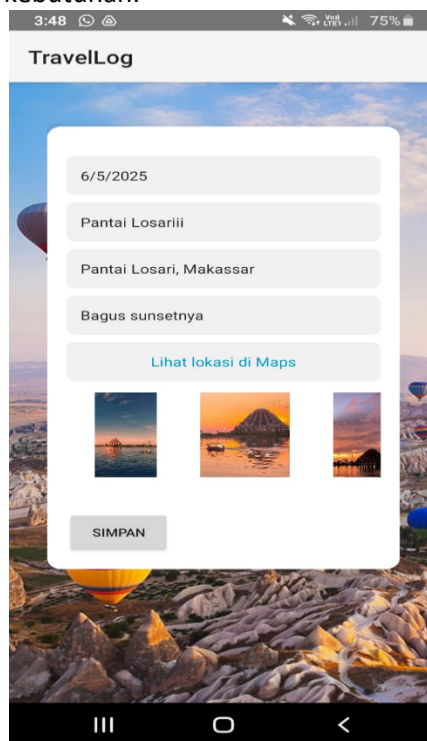 kebutuhan.
3:48 75%
TravelLog
6/5/2025
Pantai Losariii
Pantai Losari, Makassar
Bagus sunsetnya
Lihat lokasi di Maps
SIMPAN